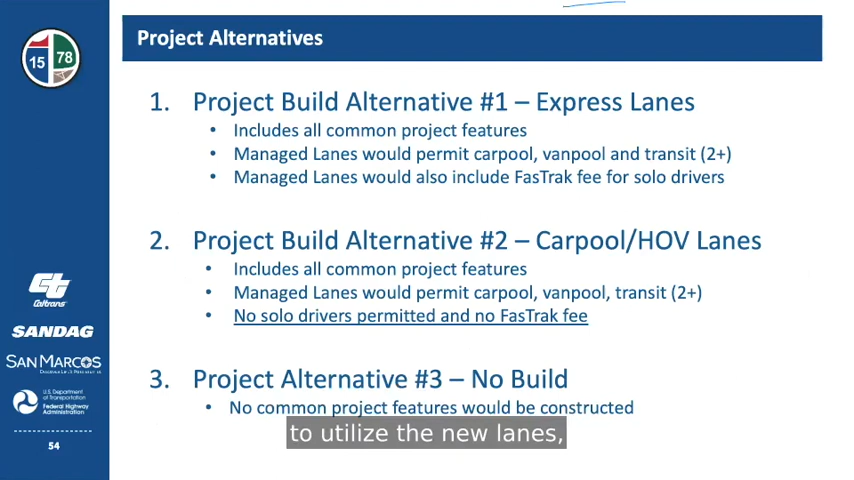 Project Alternatives
15 78
1. Project Build Alternative #1 – Express Lanes
• Includes all common project features
• Managed Lanes would permit carpool, vanpool and transit (2+)
• Managed Lanes would also include FasTrak fee for solo drivers
2. Project Build Alternative #2 – Carpool/HOV Lanes
• Includes all common project features
• Managed Lanes would permit carpool, vanpool, transit (2+)
• No solo drivers permitted and no FasTrak fee
3. Project Alternative #3 – No Build
• No common project features would be constructed
to utilize the new lanes,
Caltrans
SANDAG
SAN MARCOS
U.S. Department
of Transportation
Federal Highway
Administration
54